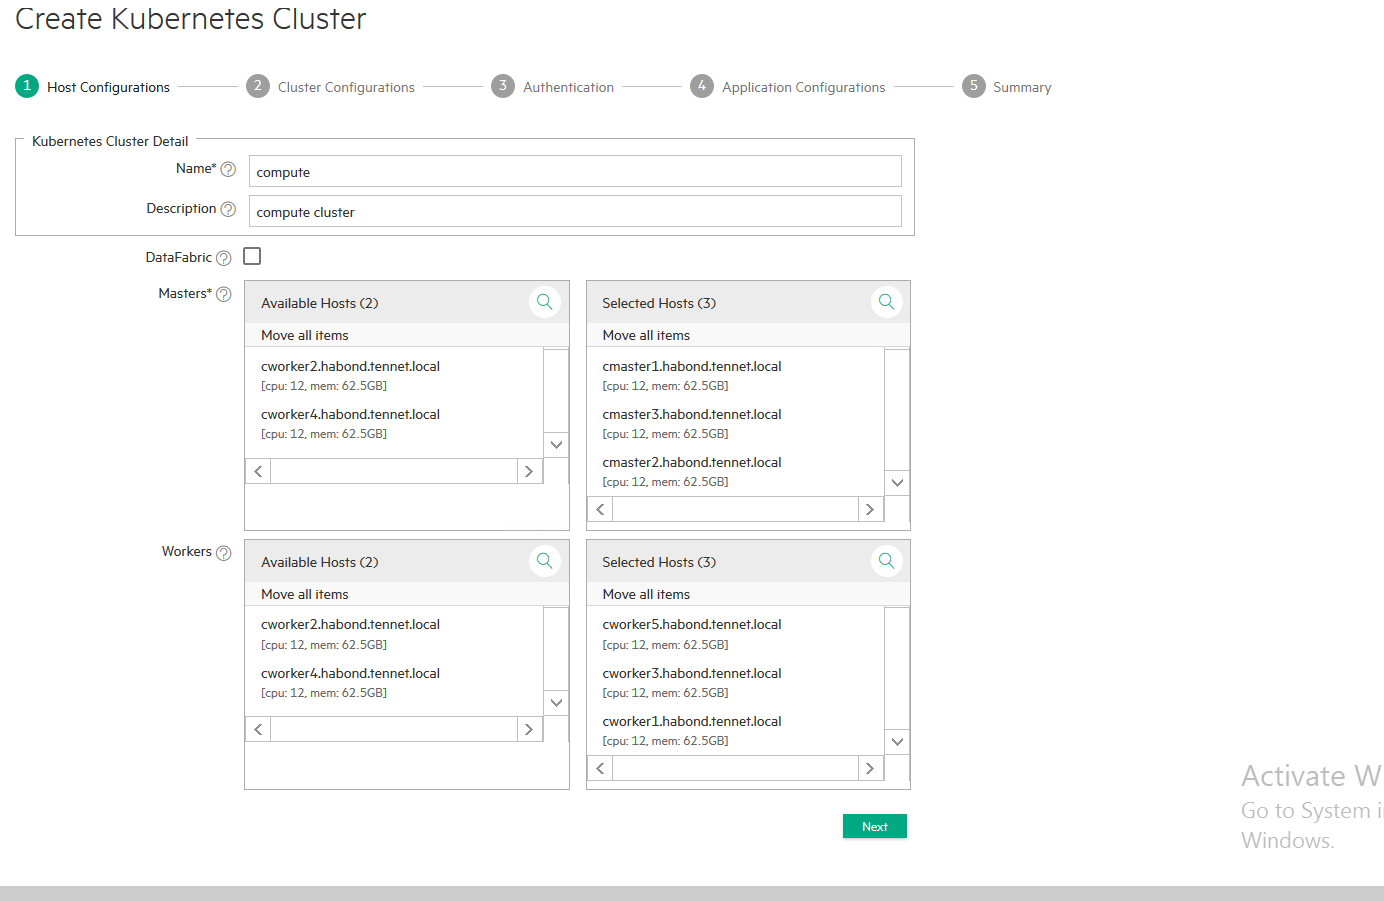 Create Kubernetes Cluster
1 Host Configurations 2 Cluster Configurations 3 Authentication 4 Application Configurations 5 Summary
Kubernetes Cluster Detail
Name* ? compute
Description ? compute cluster
DataFabric ?
Masters* ? Available Hosts (2) Selected Hosts (3)
Move all items Move all items
cworker2.habond.tennet.local cmaster1.habond.tennet.local
[cpu: 12, mem: 62.5GB] [cpu: 12, mem: 62.5GB]
cworker4.habond.tennet.local cmaster3.habond.tennet.local
[cpu: 12, mem: 62.5GB] [cpu: 12, mem: 62.5GB]
cmaster2.habond.tennet.local
[cpu: 12, mem: 62.5GB]
Workers ? Available Hosts (2) Selected Hosts (3)
Move all items Move all items
cworker2.habond.tennet.local cworker5.habond.tennet.local
[cpu: 12, mem: 62.5GB] [cpu: 12, mem: 62.5GB]
cworker4.habond.tennet.local cworker3.habond.tennet.local
[cpu: 12, mem: 62.5GB] [cpu: 12, mem: 62.5GB]
cworker1.habond.tennet.local
[cpu: 12, mem: 62.5GB]
Next
Activate W
Go to System i
Windows.